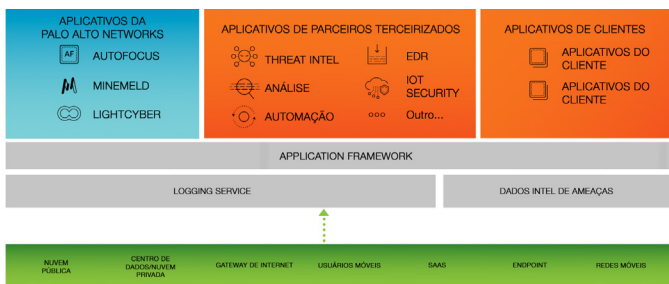 APLICATIVOS DA
PALO ALTO NETWORKS
AF
AUTOFOCUS
MINEMELD
LIGHTCYBER
APLICATIVOS DE PARCEIROS TERCEIRIZADOS
THREAT INTEL
ANÁLISE
AUTOMAÇÃO
EDR
IOT
SECURITY
Outro...
APLICATIVOS DE CLIENTES
APLICATIVOS DO
CLIENTE
APLICATIVOS DO
CLIENTE
APPLICATION FRAMEWORK
LOGGING SERVICE
DADOS INTEL DE AMEAÇAS
NUVEM
PÚBLICA
CENTRO DE
DADOS/NUVEM
PRIVADA
GATEWAY DE INTERNET
USUÁRIOS MÓVEIS
SAAS
ENDPOINT
REDES MÓVEIS